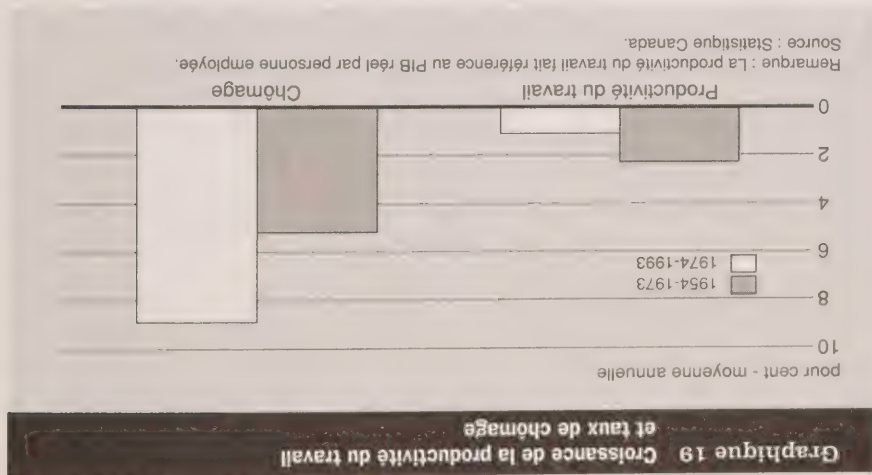 Graphique 19 Croissance de la productivité du travail
et taux de chômage
pour cent - moyenne annuelle
10
8
6
4
2
0
1954-1973
1974-1993
Productivité du travail
Chômage
Remarque : La productivité du travail fait référence au PIB réel par personne employée.
Source : Statistique Canada.